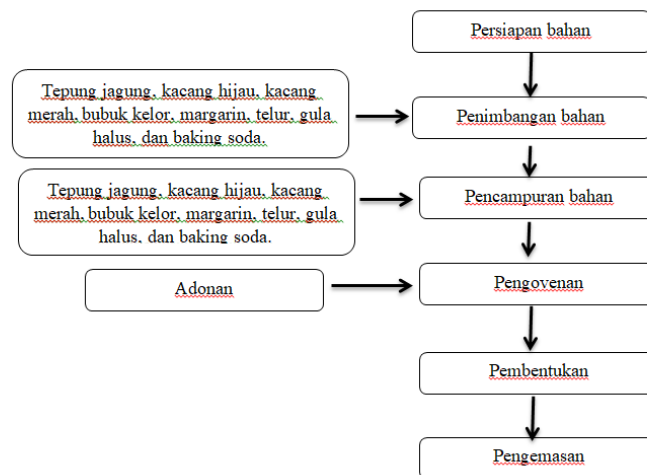 Persiapan bahan
Tepung jagung, kacang hijau, kacang
merah, bubuk kelor, margarin, telur, gula
halus, dan baking soda.
Penimbangan bahan
Tepung jagung, kacang hijau, kacang
merah, bubuk kelor, margarin, telur, gula
halus, dan baking soda.
Pencampuran bahan
Adonan
Pengovenan
Pembentukan
Pengemasan